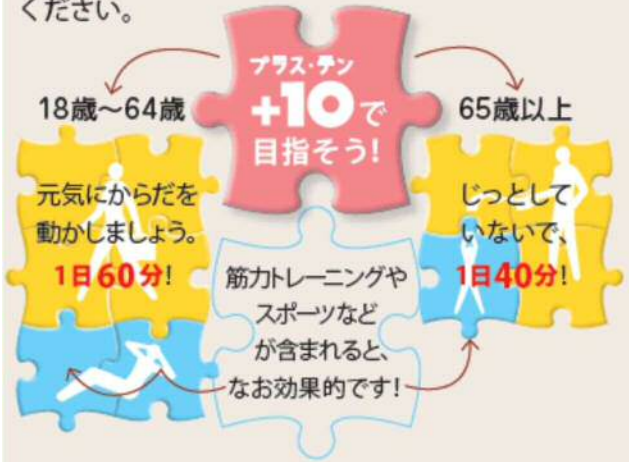 ください。
プラス・テン
+10で
目指そう!
18歳～64歳
元気にからだを
動かしましょう。
1日60分!
65歳以上
じっとして
いないで、
1日40分!
筋力トレーニングや
スポーツなど
が含まれると、
なお効果的です!